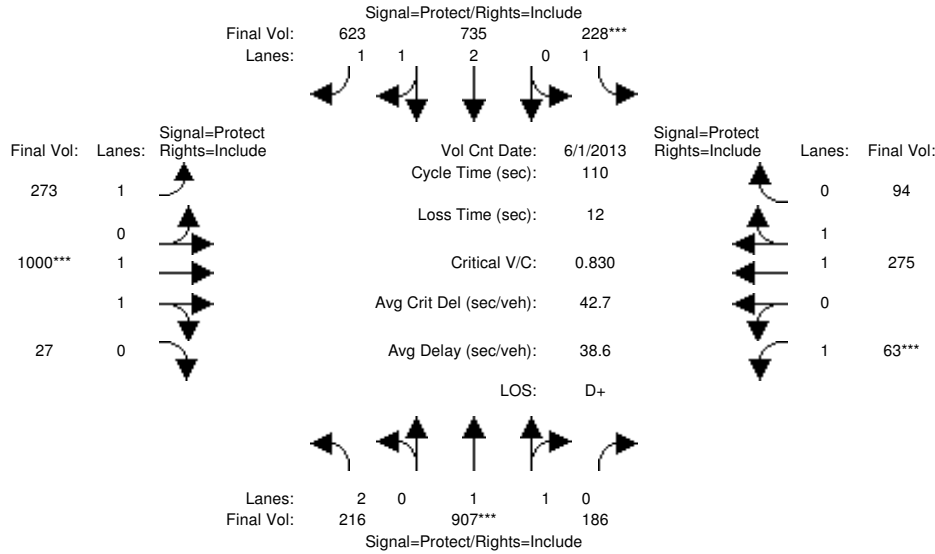 Signal=Protect/Rights=Include
Final Vol: 623 735 228***
Lanes: 1 1 2 0 1
Signal=Protect
Final Vol: Lanes: Rights=Include
Vol Cnt Date: 6/1/2013
Signal=Protect
Rights=Include Lanes: Final Vol:
Cycle Time (sec): 110
273 1
0 94
Loss Time (sec): 12
0
1
1000*** 1
Critical V/C: 0.830
1 275
1
Avg Crit Del (sec/veh): 42.7
0
27 0
Avg Delay (sec/veh): 38.6
1 63***
LOS: D+
Lanes: 2 0 1 1 0
Final Vol: 216 907*** 186
Signal=Protect/Rights=Include